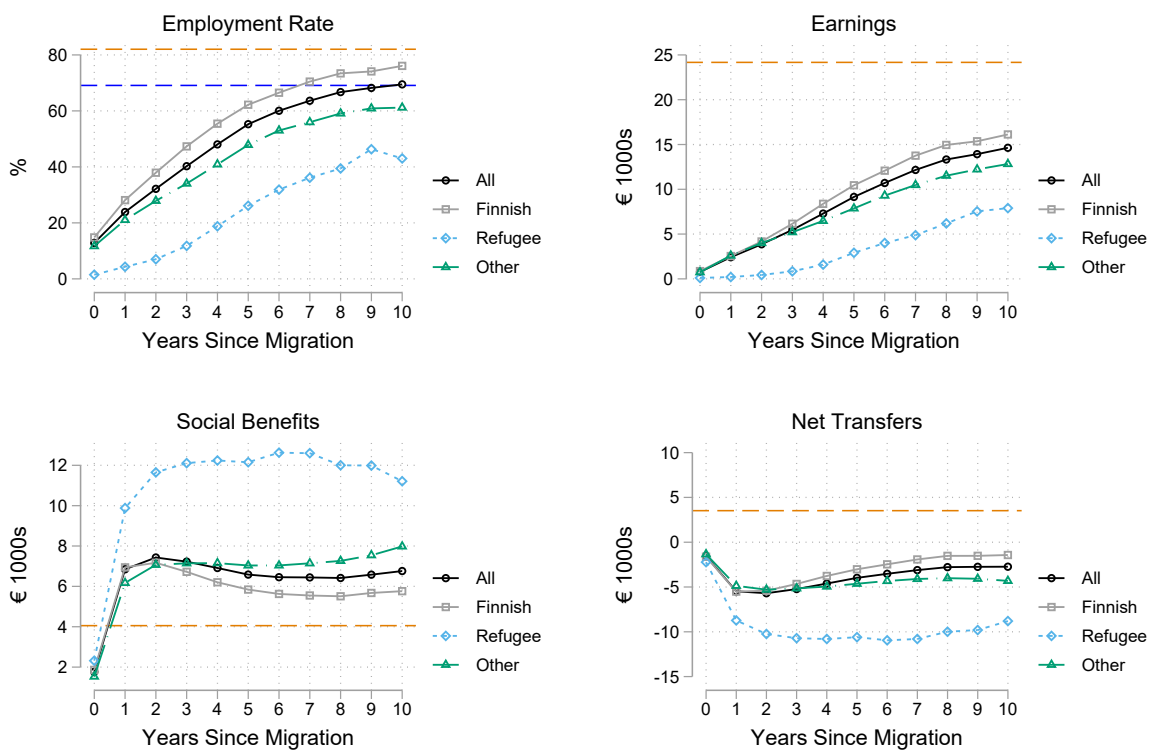 Employment Rate
80
60
40
20
0
%
0 1 2 3 4 5 6 7 8 9 10
Years Since Migration
All
Finnish
Refugee
Other
Earnings
25
20
15
10
5
0
€ 1000s
0 1 2 3 4 5 6 7 8 9 10
Years Since Migration
All
Finnish
Refugee
Other
Social Benefits
12
10
8
6
4
2
€ 1000s
0 1 2 3 4 5 6 7 8 9 10
Years Since Migration
All
Finnish
Refugee
Other
Net Transfers
10
5
0
-5
-10
-15
€ 1000s
0 1 2 3 4 5 6 7 8 9 10
Years Since Migration
All
Finnish
Refugee
Other